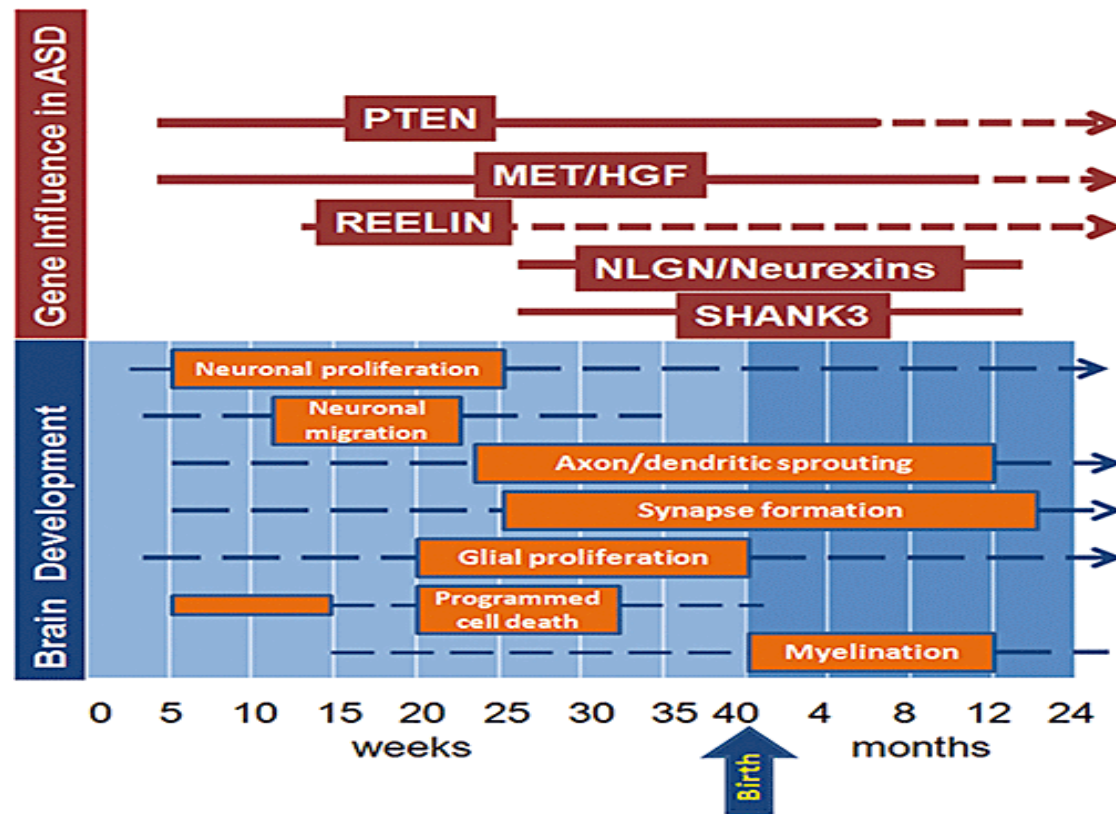 Gene Influence in ASD
PTEN
MET/HGF
REELIN
NLGN/Neurexins
SHANK3
Brain Development
Neuronal proliferation
Neuronal
migration
Axon/dendritic sprouting
Synapse formation
Glial proliferation
Programmed
cell death
Myelination
0 5 10 15 20 25 30 35 40 4 8 12 24
weeks months
Birth